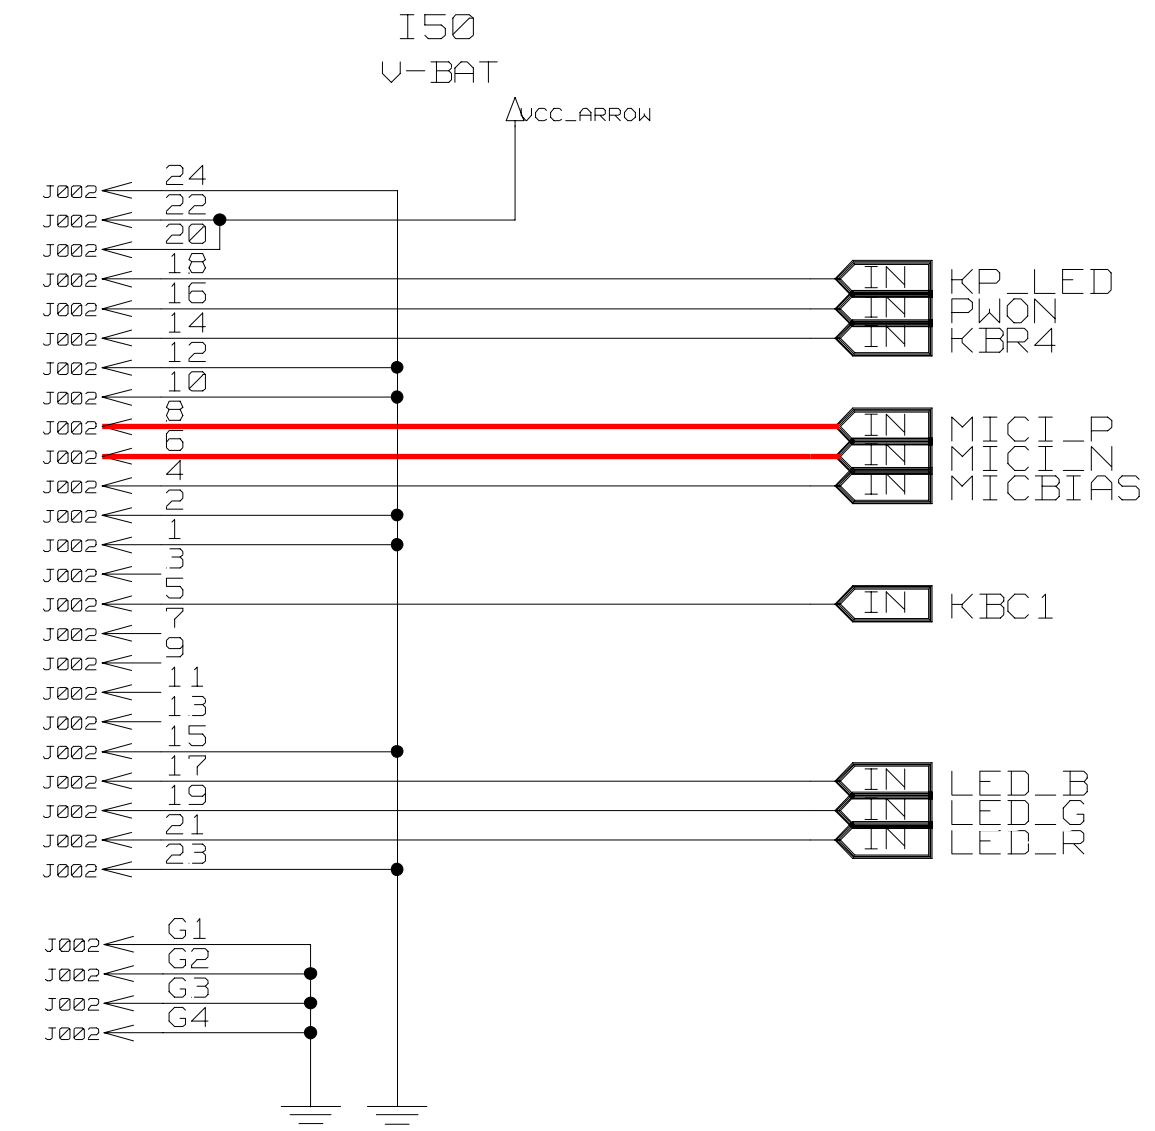 I50
V-BAT
VCC_ARROW
J002 24
J002 22
J002 20
J002 18 IN KP_LED
J002 16 IN PWON
J002 14 IN KBR4
J002 12
J002 10
J002 8 IN MICI_P
J002 6 IN MICI_N
J002 4 IN MICBIAS
J002 2
J002 1
J002 3
J002 5 IN KBC1
J002 7
J002 9
J002 11
J002 13
J002 15
J002 17 IN LED_B
J002 19 IN LED_G
J002 21 IN LED_R
J002 23
J002 G1
J002 G2
J002 G3
J002 G4